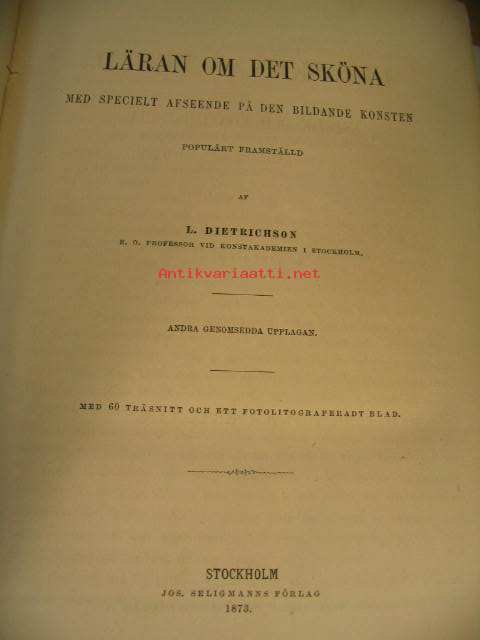 LÄRAN OM DET SKÖNA
MED SPECIELT AFSEENDE PÅ DEN BILDANDE KONSTEN
POPULÄRT FRAMSTÄLLD
AF
L. DIETRICHSON
E. O. PROFESSOR VID KONSTAKADEMIEN I STOCKHOLM.
Antikvariaatti.net
ANDRA GENOMSEDDA UPPLAGAN.
MED 60 TRÄSNITT OCH ETT FOTOLITOGRAFERADT BLAD.
STOCKHOLM
JOS. SELIGMANNS FÖRLAG
1873.